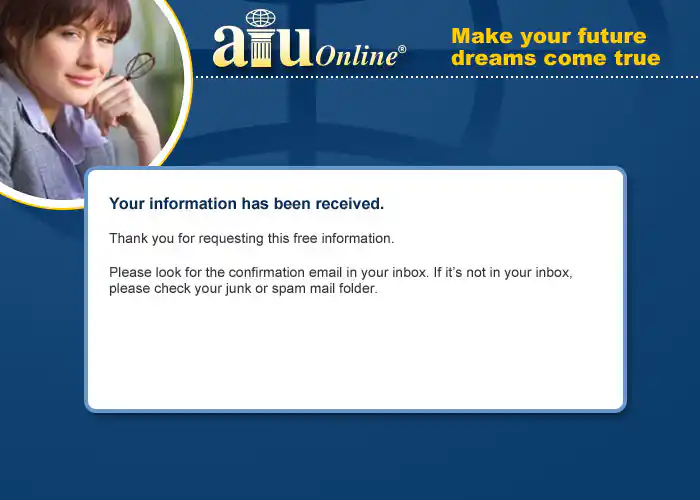 aiu Online®
Make your future
dreams come true
Your information has been received.
Thank you for requesting this free information.
Please look for the confirmation email in your inbox. If it's not in your inbox,
please check your junk or spam mail folder.